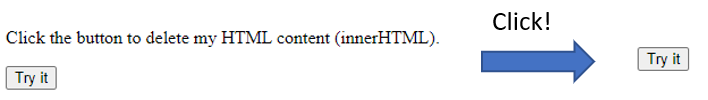 Click the button to delete my HTML content (innerHTML).
Try it
Click!
Try it